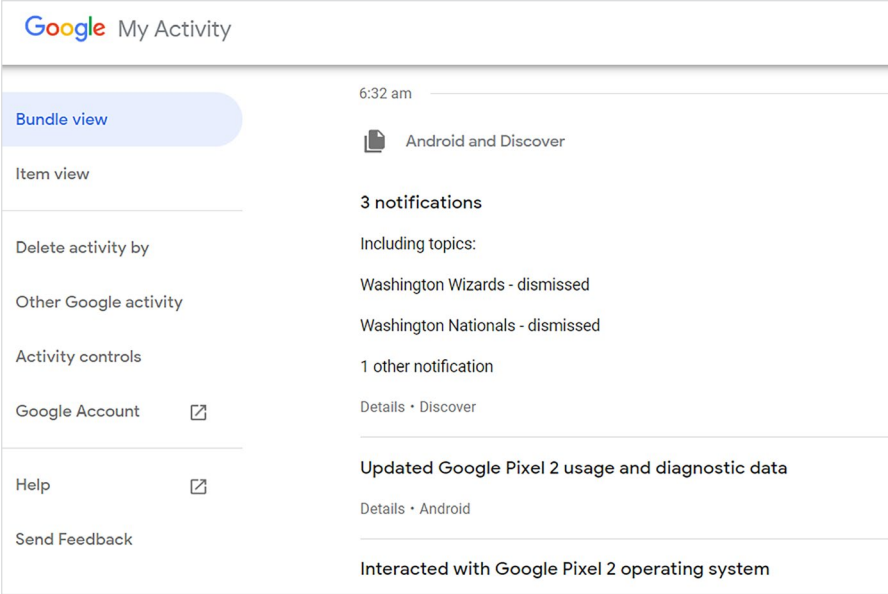 Google My Activity
Bundle view
Item view
Delete activity by
Other Google activity
Activity controls
Google Account
Help
Send Feedback
6:32 am
Android and Discover
3 notifications
Including topics:
Washington Wizards - dismissed
Washington Nationals - dismissed
1 other notification
Details • Discover
Updated Google Pixel 2 usage and diagnostic data
Details • Android
Interacted with Google Pixel 2 operating system